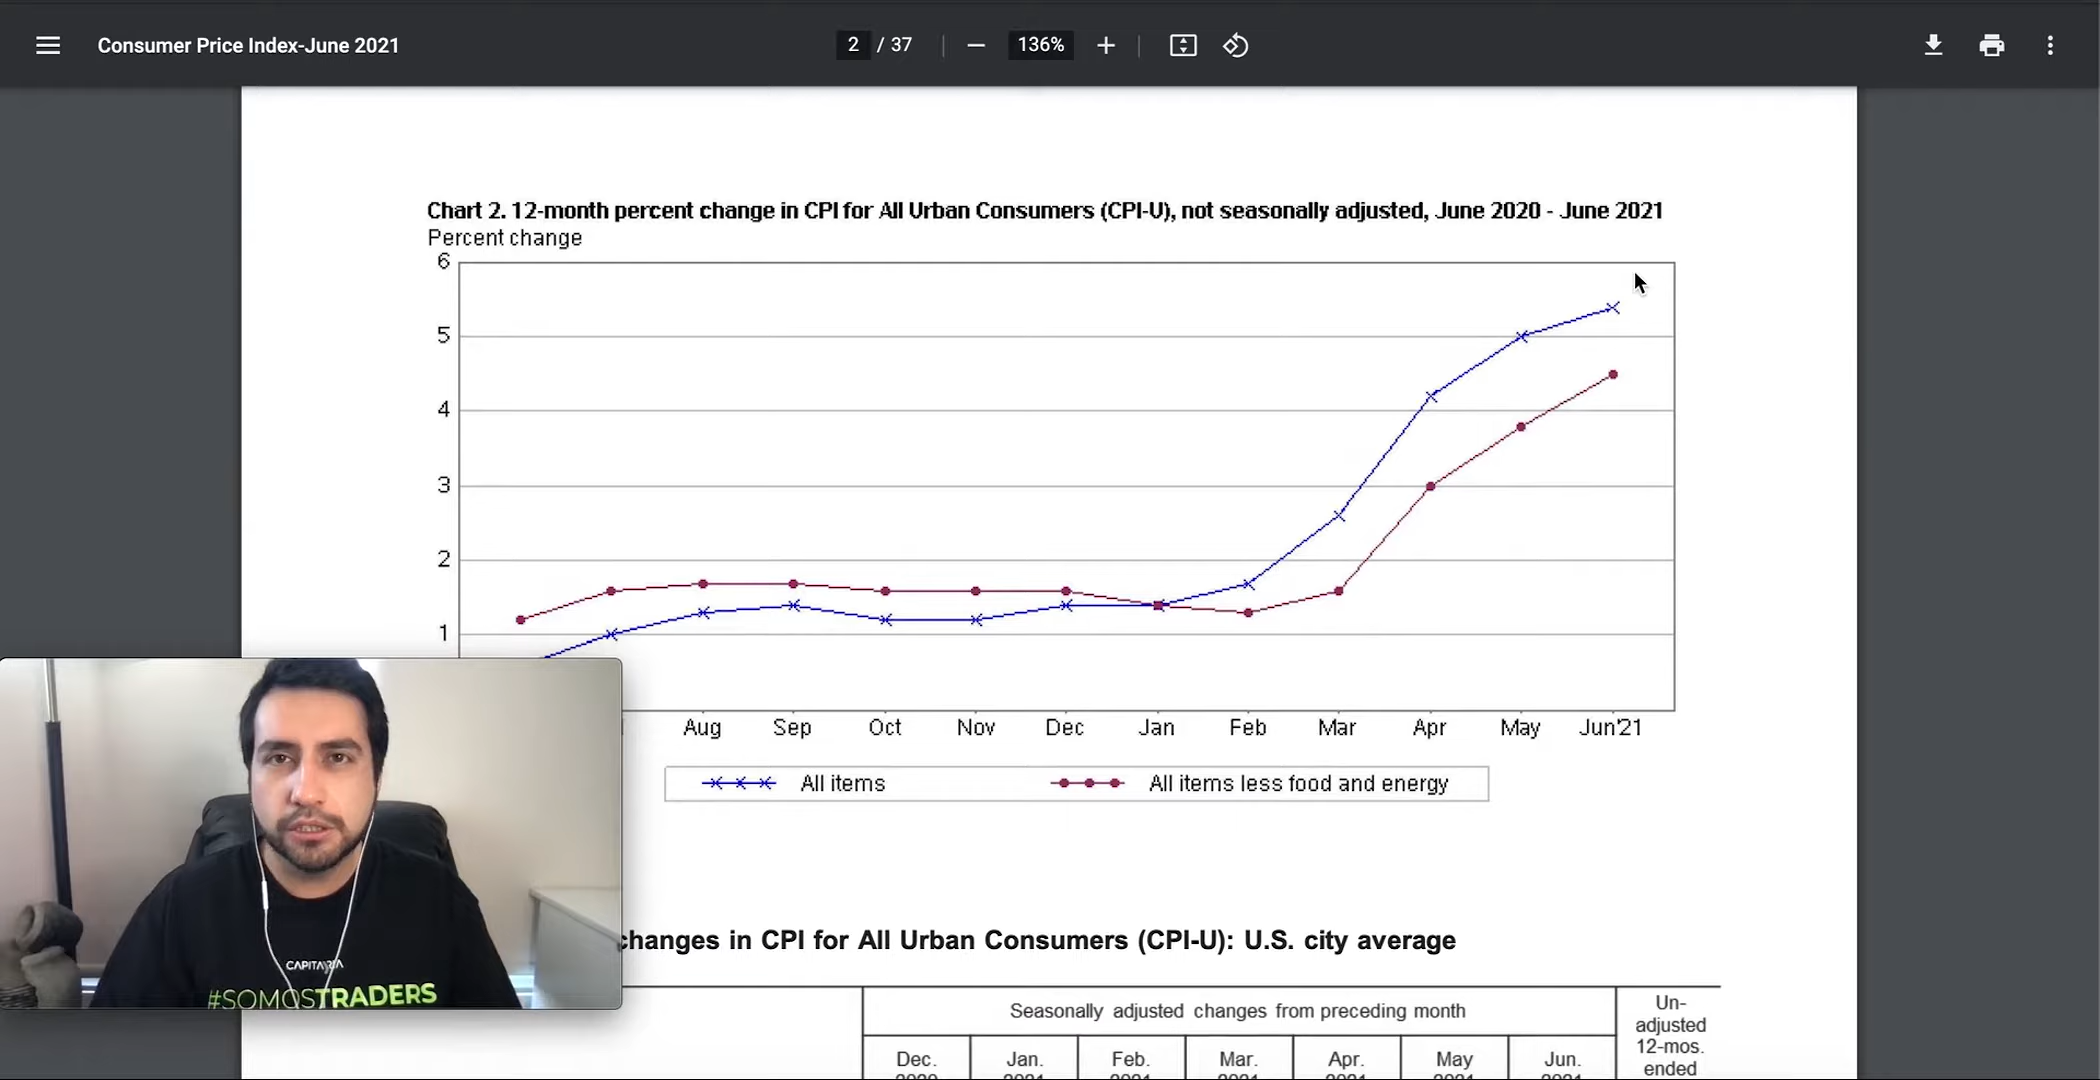 Consumer Price Index-June 2021
2 / 37
136%
Chart 2. 12-month percent change in CPI for All Urban Consumers (CPI-U), not seasonally adjusted, June 2020 - June 2021
Percent change
6
5
4
3
2
1
Aug Sep Oct Nov Dec Jan Feb Mar Apr May Jun'21
All items All items less food and energy
changes in CPI for All Urban Consumers (CPI-U): U.S. city average
Seasonally adjusted changes from preceding month
Un-
adjusted
12-mos.
ended
Dec. Jan. Feb. Mar. Apr. May Jun.
CAPITARIA
#SOMOSTRADERS